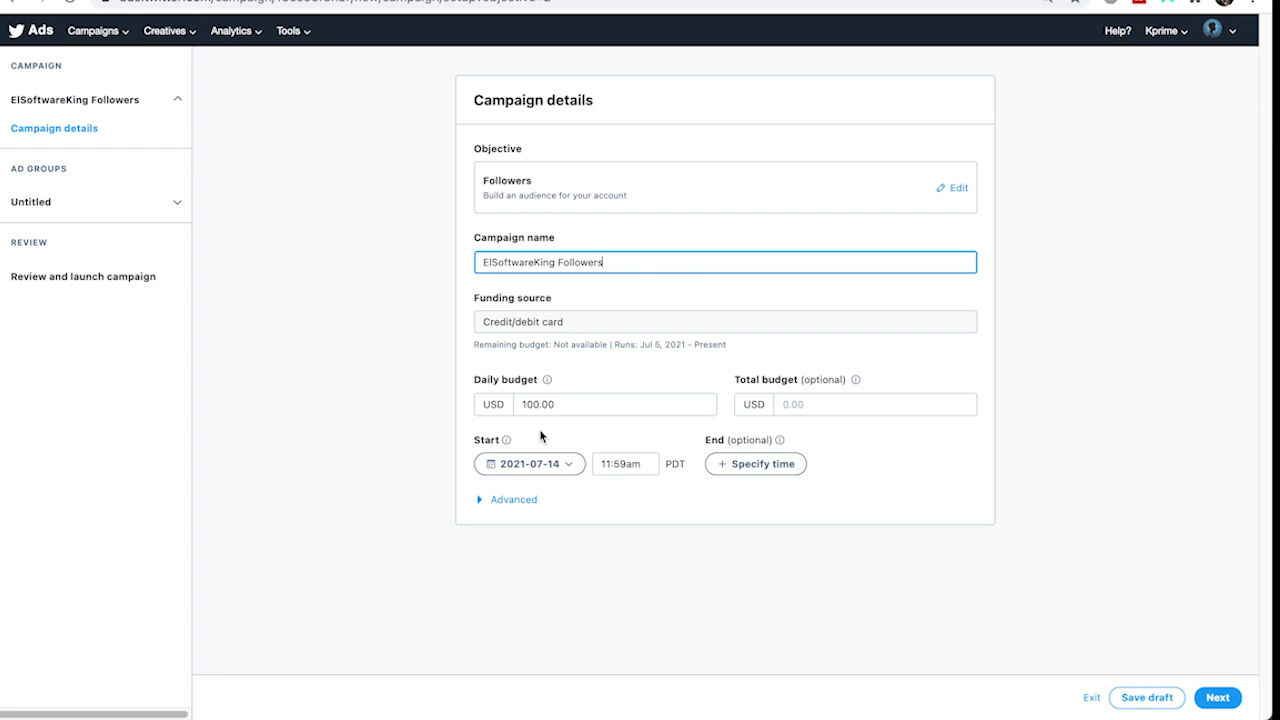 Ads
Campaigns
Creatives
Analytics
Tools
Help?
Kprime
CAMPAIGN
ElSoftwareKing Followers
Campaign details
AD GROUPS
Untitled
REVIEW
Review and launch campaign
Campaign details
Objective
Followers
Build an audience for your account
Edit
Campaign name
ElSoftwareKing Followers
Funding source
Credit/debit card
Remaining budget: Not available | Runs: Jul 5, 2021 - Present
Daily budget
Total budget (optional)
USD 100.00
USD 0.00
Start
End (optional)
2021-07-14
11:59am
PDT
+ Specify time
Advanced
Exit
Save draft
Next